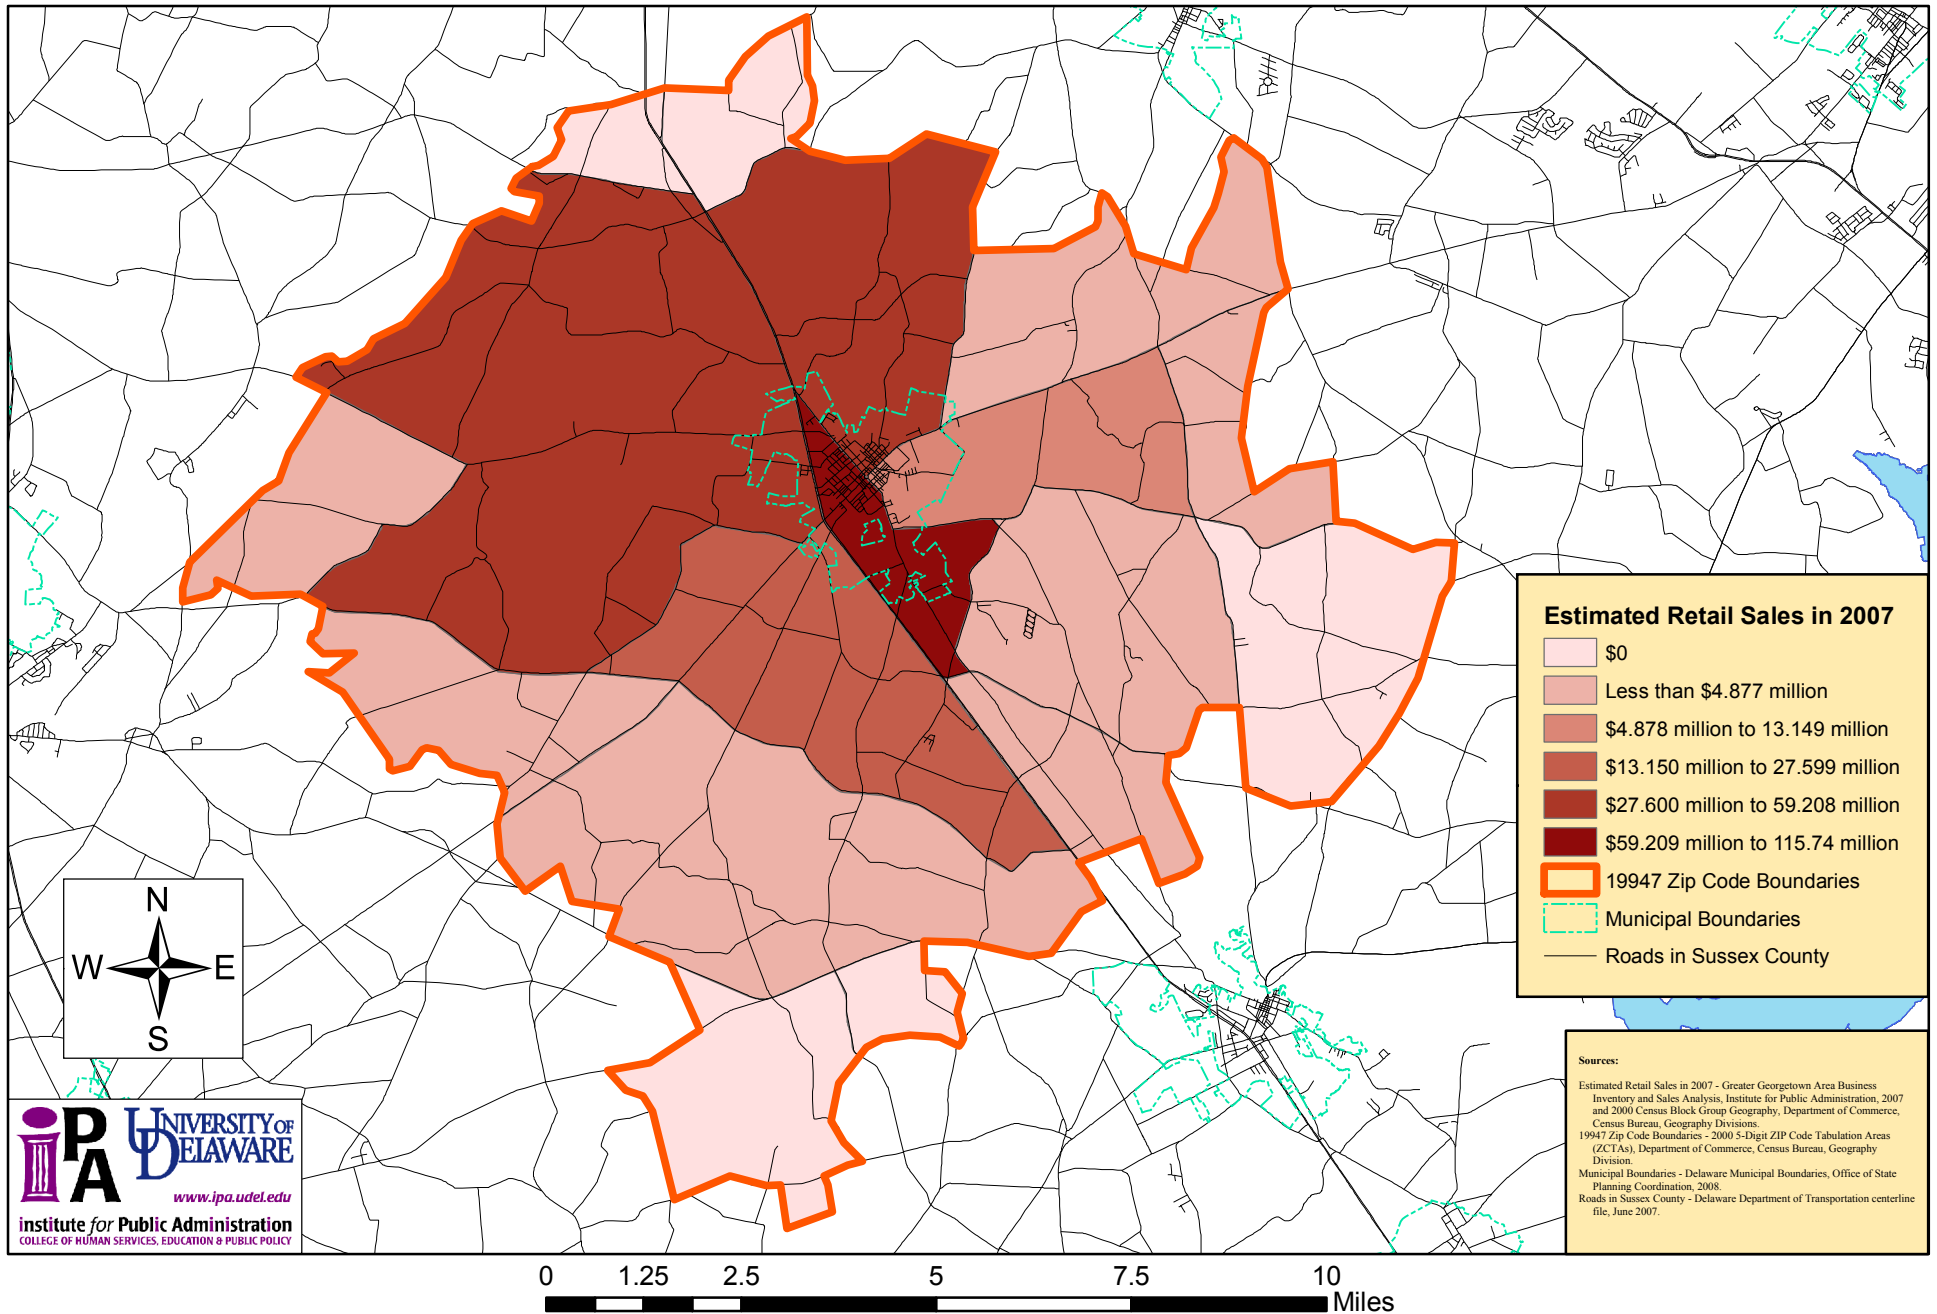 Estimated Retail Sales in 2007
$0
Less than $4.877 million
$4.878 million to 13.149 million
$13.150 million to 27.599 million
$27.600 million to 59.208 million
$59.209 million to 115.74 million
19947 Zip Code Boundaries
Municipal Boundaries
Roads in Sussex County
N
W E
S
Sources:
Estimated Retail Sales in 2007 - Greater Georgetown Area Business
Inventory and Sales Analysis, Institute for Public Administration, 2007
and 2000 Census Block Group Geography, Department of Commerce,
Census Bureau, Geography Divisions.
19947 Zip Code Boundaries - 2000 5-Digit ZIP Code Tabulation Areas
(ZCTAs), Department of Commerce, Census Bureau, Geography
Division.
Municipal Boundaries - Delaware Municipal Boundaries, Office of State
Planning Coordination, 2008.
Roads in Sussex County - Delaware Department of Transportation centerline
file, June 2007.
iPA
UNIVERSITY OF
DELAWARE
www.ipa.udel.edu
institute for Public Administration
COLLEGE OF HUMAN SERVICES, EDUCATION & PUBLIC POLICY
0 1.25 2.5 5 7.5 10
Miles